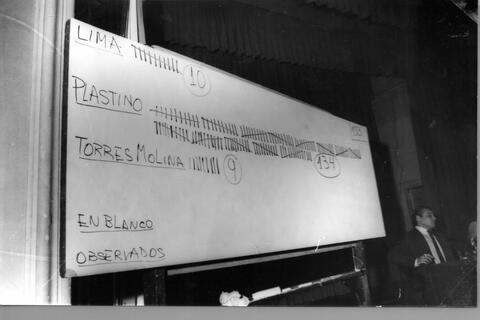 LIMA 10
PLASTINO 134
TORRES MOLINA 9
EN BLANCO
OBSERVADOS